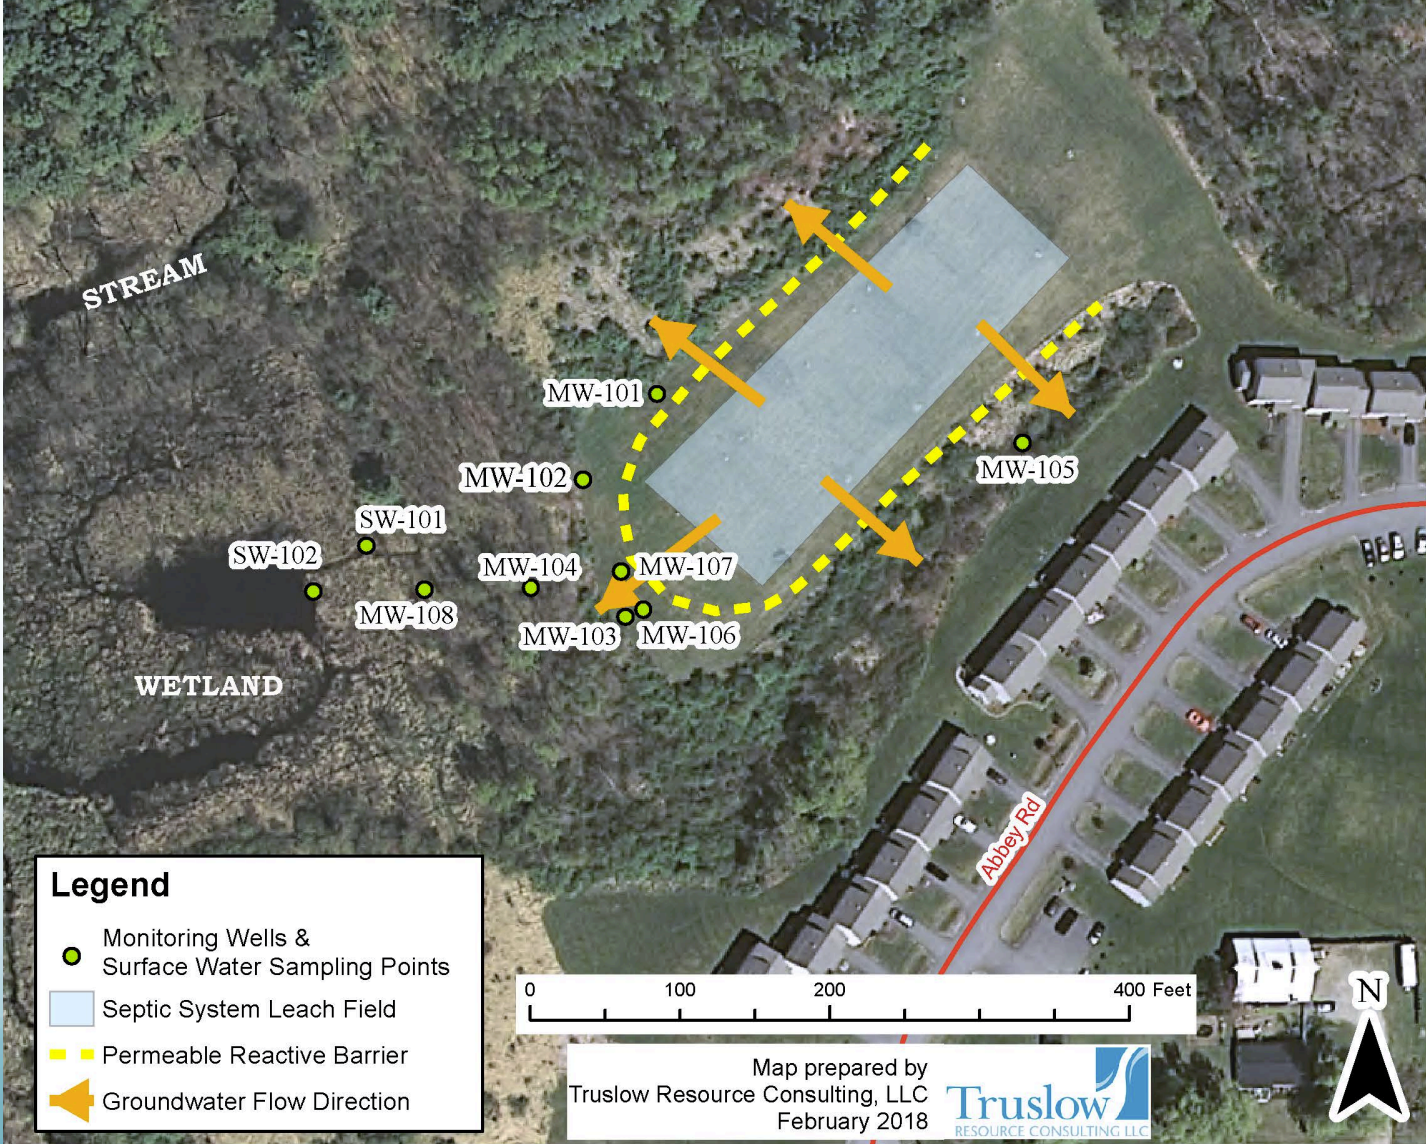 STREAM
MW-101
MW-102
MW-105
SW-101
SW-102
MW-104
MW-107
MW-108
MW-103
MW-106
WETLAND
Abbey Rd
Legend
Monitoring Wells &
Surface Water Sampling Points
Septic System Leach Field
Permeable Reactive Barrier
Groundwater Flow Direction
0 100 200 400 Feet
N
Map prepared by
Truslow Resource Consulting, LLC
February 2018
Truslow
RESOURCE CONSULTING LLC